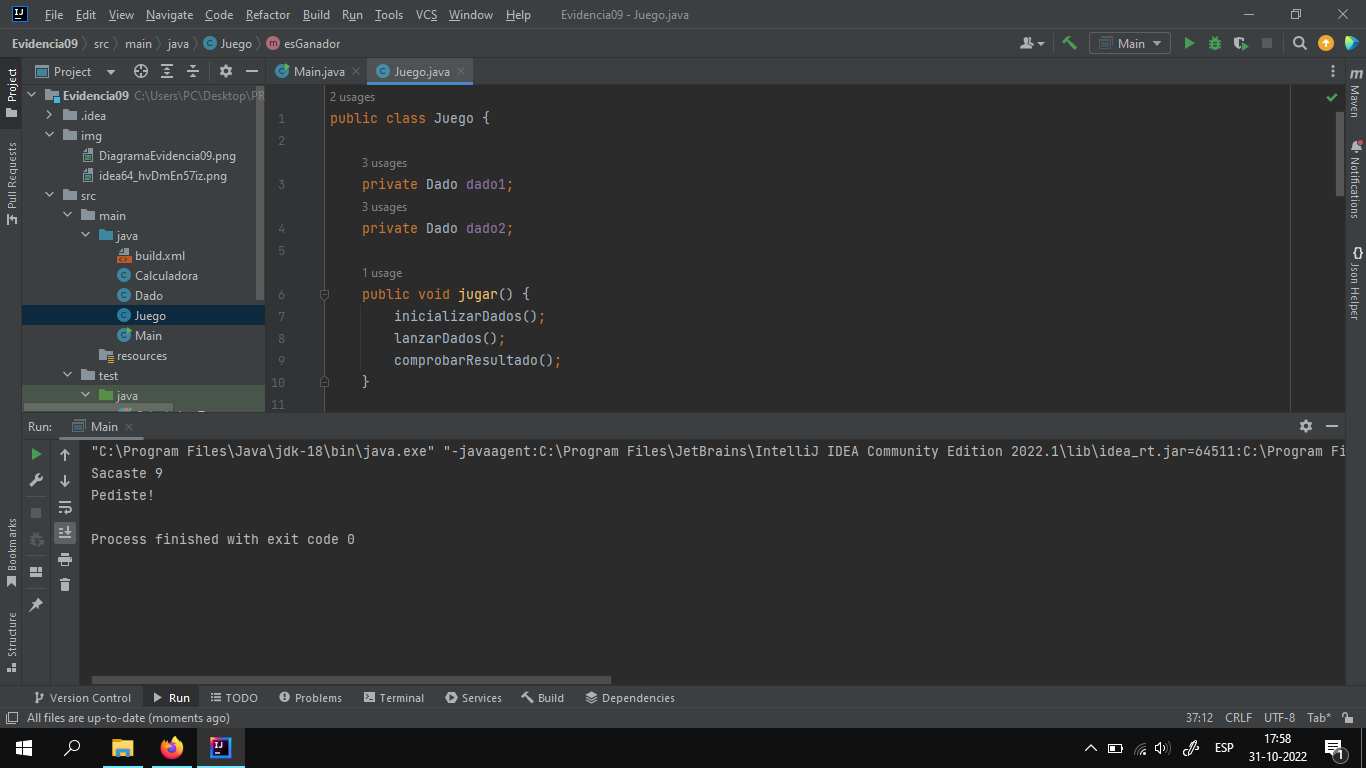 File Edit View Navigate Code Refactor Build Run Tools VCS Window Help Evidencia09 - Juego.java
Evidencia09 src main java Juego esGanador Main
Project Main.java Juego.java
Project
Pull Requests
Bookmarks
Structure
Evidencia09 C:\Users\PC\Desktop\PR
.idea
img
DiagramaEvidencia09.png
idea64_hvDmEn57iz.png
src
main
java
build.xml
Calculadora
Dado
Juego
Main
resources
test
java
2 usages
1 public class Juego {
2
3 usages
3 private Dado dado1;
3 usages
4 private Dado dado2;
5
1 usage
6 public void jugar() {
7 inicializarDados();
8 lanzarDados();
9 comprobarResultado();
10 }
11
m Maven
Notifications
{} Json Helper
Run: Main
"C:\Program Files\Java\jdk-18\bin\java.exe" "-javaagent:C:\Program Files\JetBrains\IntelliJ IDEA Community Edition 2022.1\lib\idea_rt.jar=64511:C:\Program Fi
Sacaste 9
Pediste!
Process finished with exit code 0
Version Control Run TODO Problems Terminal Services Build Dependencies
All files are up-to-date (moments ago) 37:12 CRLF UTF-8 Tab*
ESP 17:58
31-10-2022
1